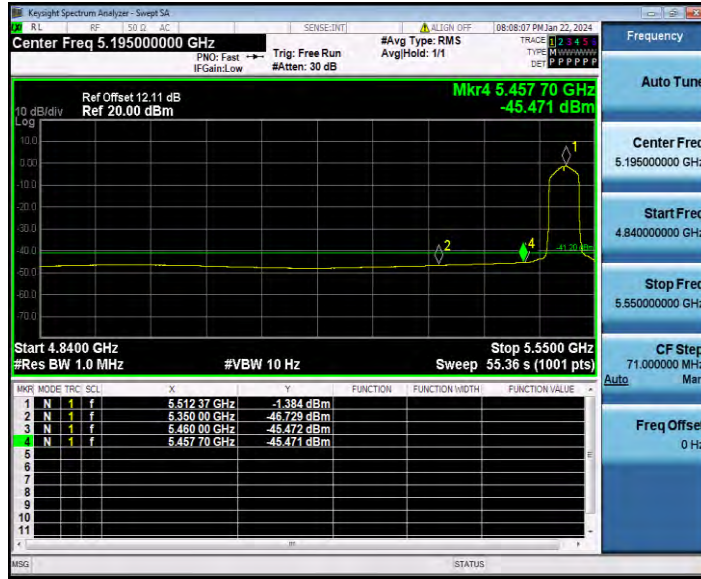 Keysight Spectrum Analyzer - Swept SA
RL RF 50 Ω AC SENSE:INT ALIGN OFF 08:08:07 PM Jan 22, 2024
Center Freq 5.195000000 GHz
PNO: Fast
IFGain:Low
Trig: Free Run
#Atten: 30 dB
#Avg Type: RMS
Avg|Hold: 1/1
TRACE 1 2 3 4 5 6
TYPE M W W W W W
DET P P P P P P
Ref Offset 12.11 dB
10 dB/div Ref 20.00 dBm
Log
Mkr4 5.457 70 GHz
-45.471 dBm
10.0
0.00
-10.0
-20.0
-30.0
-40.0
-50.0
-60.0
-70.0
1
2
4
-41.20 dBm
Start 4.8400 GHz Stop 5.5500 GHz
#Res BW 1.0 MHz #VBW 10 Hz Sweep 55.36 s (1001 pts)
MKR MODE TRC SCL X Y FUNCTION FUNCTION WIDTH FUNCTION VALUE
1 N 1 f 5.512 37 GHz -1.384 dBm
2 N 1 f 5.350 00 GHz -46.729 dBm
3 N 1 f 5.460 00 GHz -45.472 dBm
4 N 1 f 5.457 70 GHz -45.471 dBm
5
6
7
8
9
10
11
MSG STATUS
Frequency
Auto Tune
Center Freq
5.195000000 GHz
Start Freq
4.840000000 GHz
Stop Freq
5.550000000 GHz
CF Step
71.000000 MHz
Auto Man
Freq Offset
0 Hz